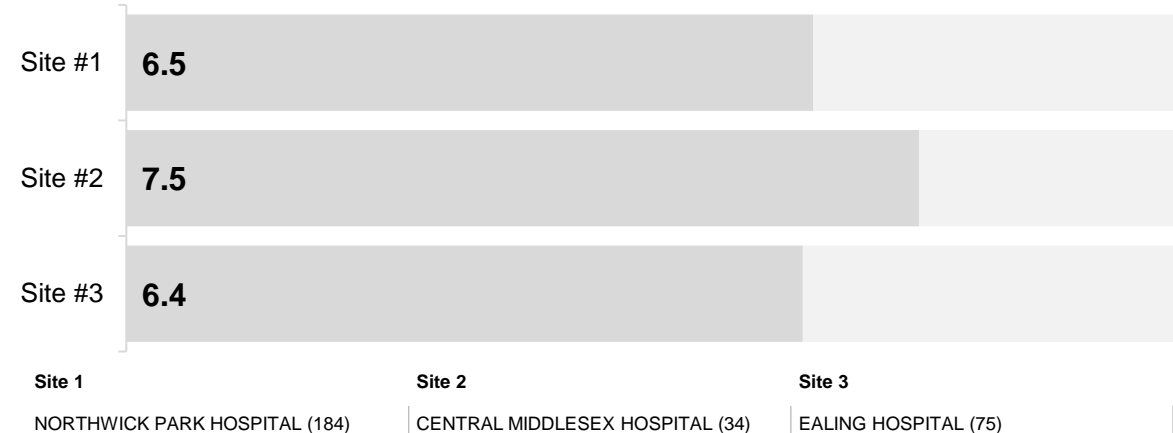 Site #1 6.5
Site #2 7.5
Site #3 6.4
Site 1 Site 2 Site 3
NORTHWICK PARK HOSPITAL (184) CENTRAL MIDDLESEX HOSPITAL (34) EALING HOSPITAL (75)